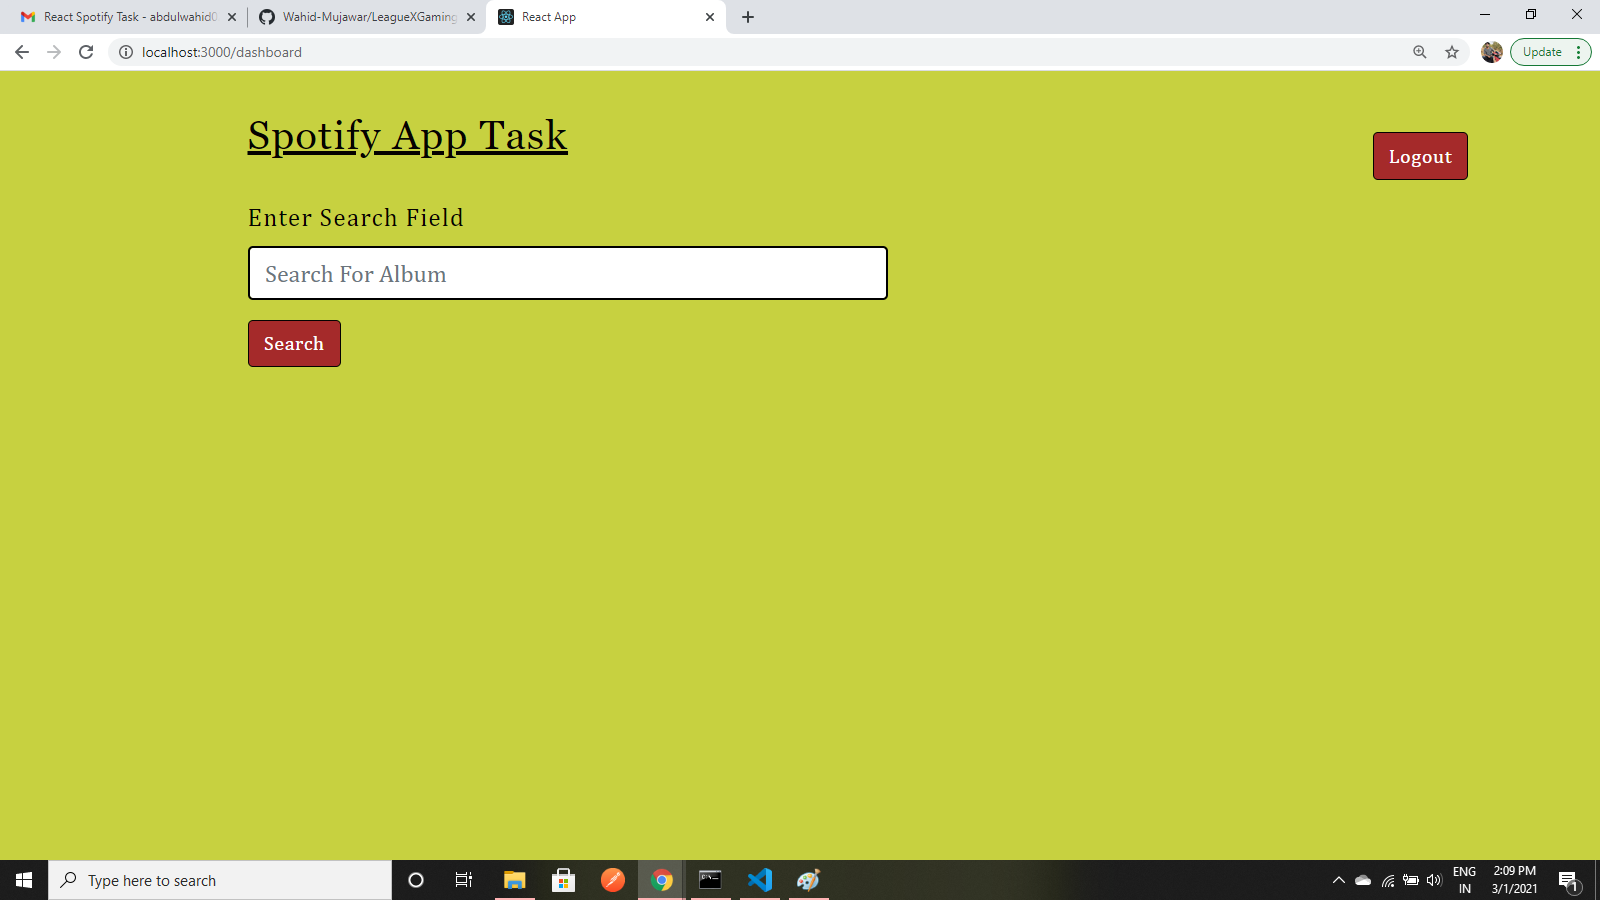 React Spotify Task - abdulwahid0
Wahid-Mujawar/LeagueXGaming
React App
localhost:3000/dashboard
Update
Spotify App Task
Logout
Enter Search Field
Search For Album
Search
Type here to search
ENG
IN
2:09 PM
3/1/2021
1